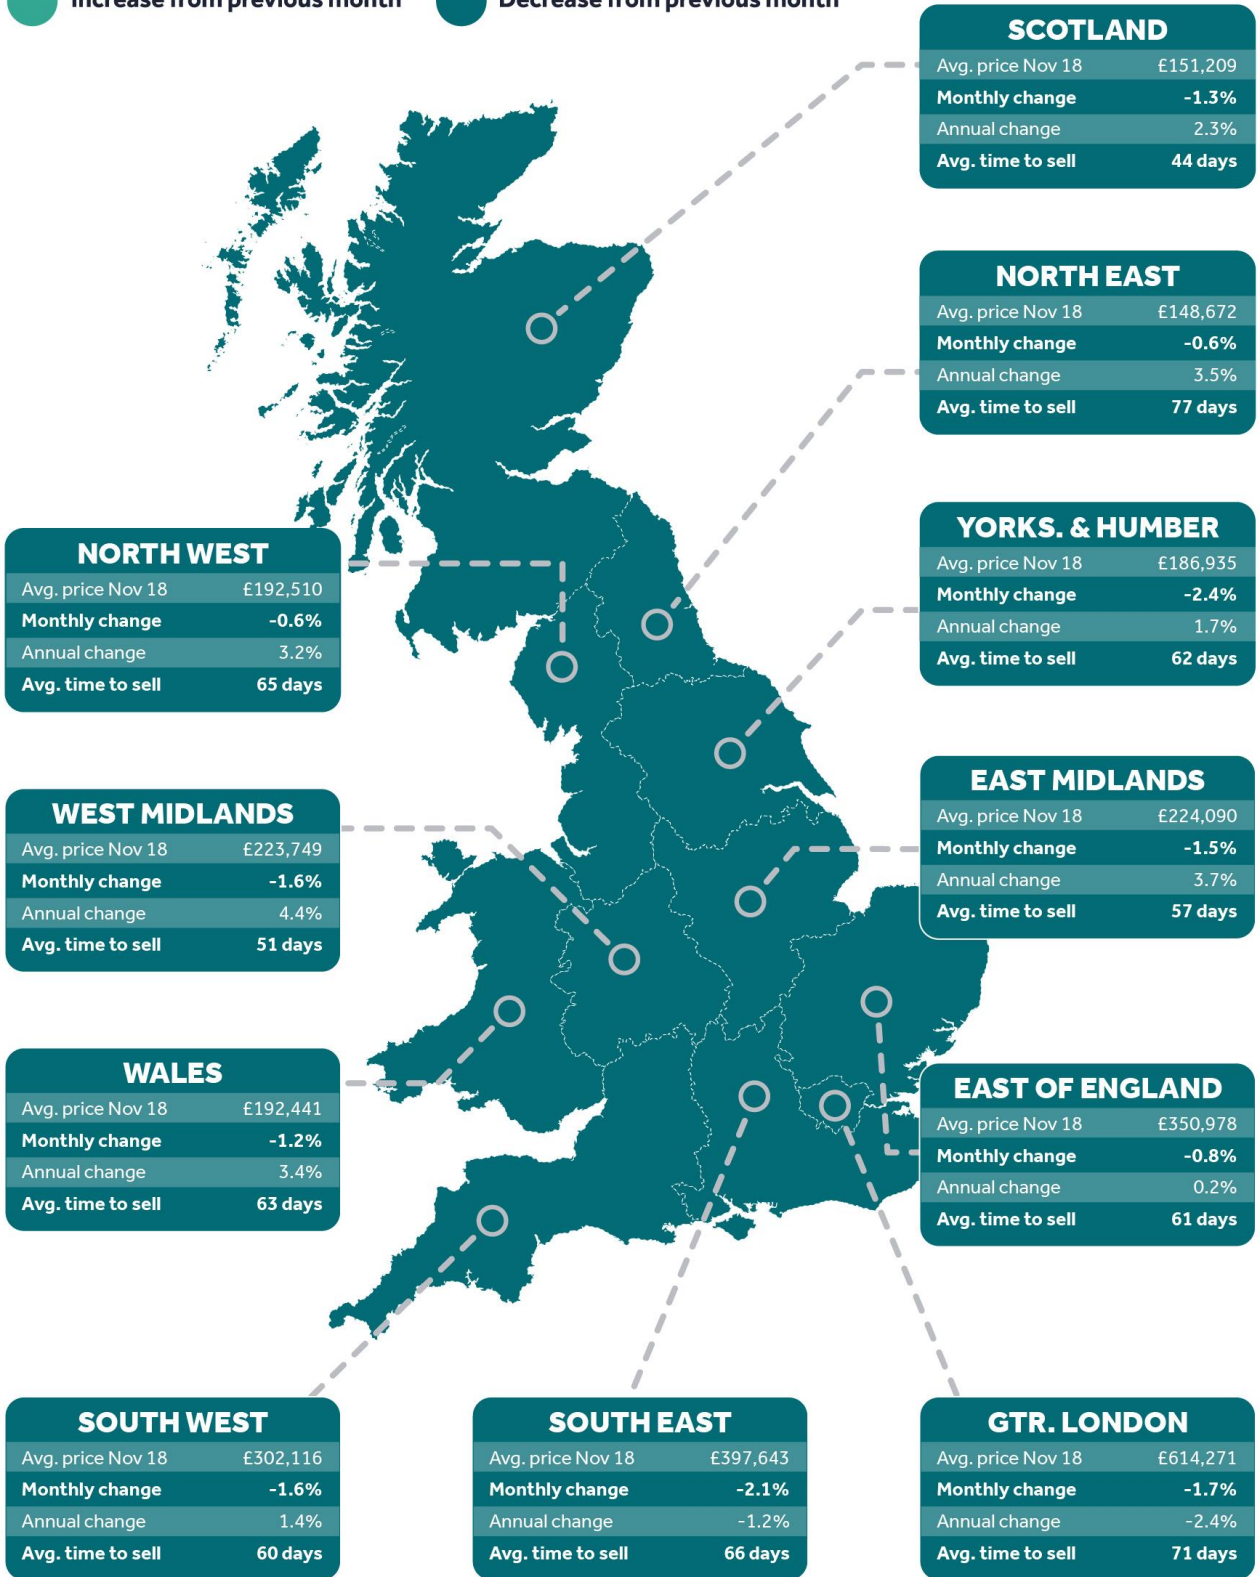 Increase from previous month Decrease from previous month
SCOTLAND
Avg. price Nov 18 £151,209
Monthly change -1.3%
Annual change 2.3%
Avg. time to sell 44 days
NORTH EAST
Avg. price Nov 18 £148,672
Monthly change -0.6%
Annual change 3.5%
Avg. time to sell 77 days
YORKS. & HUMBER
Avg. price Nov 18 £186,935
Monthly change -2.4%
Annual change 1.7%
Avg. time to sell 62 days
NORTH WEST
Avg. price Nov 18 £192,510
Monthly change -0.6%
Annual change 3.2%
Avg. time to sell 65 days
EAST MIDLANDS
Avg. price Nov 18 £224,090
Monthly change -1.5%
Annual change 3.7%
Avg. time to sell 57 days
WEST MIDLANDS
Avg. price Nov 18 £223,749
Monthly change -1.6%
Annual change 4.4%
Avg. time to sell 51 days
WALES
Avg. price Nov 18 £192,441
Monthly change -1.2%
Annual change 3.4%
Avg. time to sell 63 days
EAST OF ENGLAND
Avg. price Nov 18 £350,978
Monthly change -0.8%
Annual change 0.2%
Avg. time to sell 61 days
SOUTH WEST
Avg. price Nov 18 £302,116
Monthly change -1.6%
Annual change 1.4%
Avg. time to sell 60 days
SOUTH EAST
Avg. price Nov 18 £397,643
Monthly change -2.1%
Annual change -1.2%
Avg. time to sell 66 days
GTR. LONDON
Avg. price Nov 18 £614,271
Monthly change -1.7%
Annual change -2.4%
Avg. time to sell 71 days